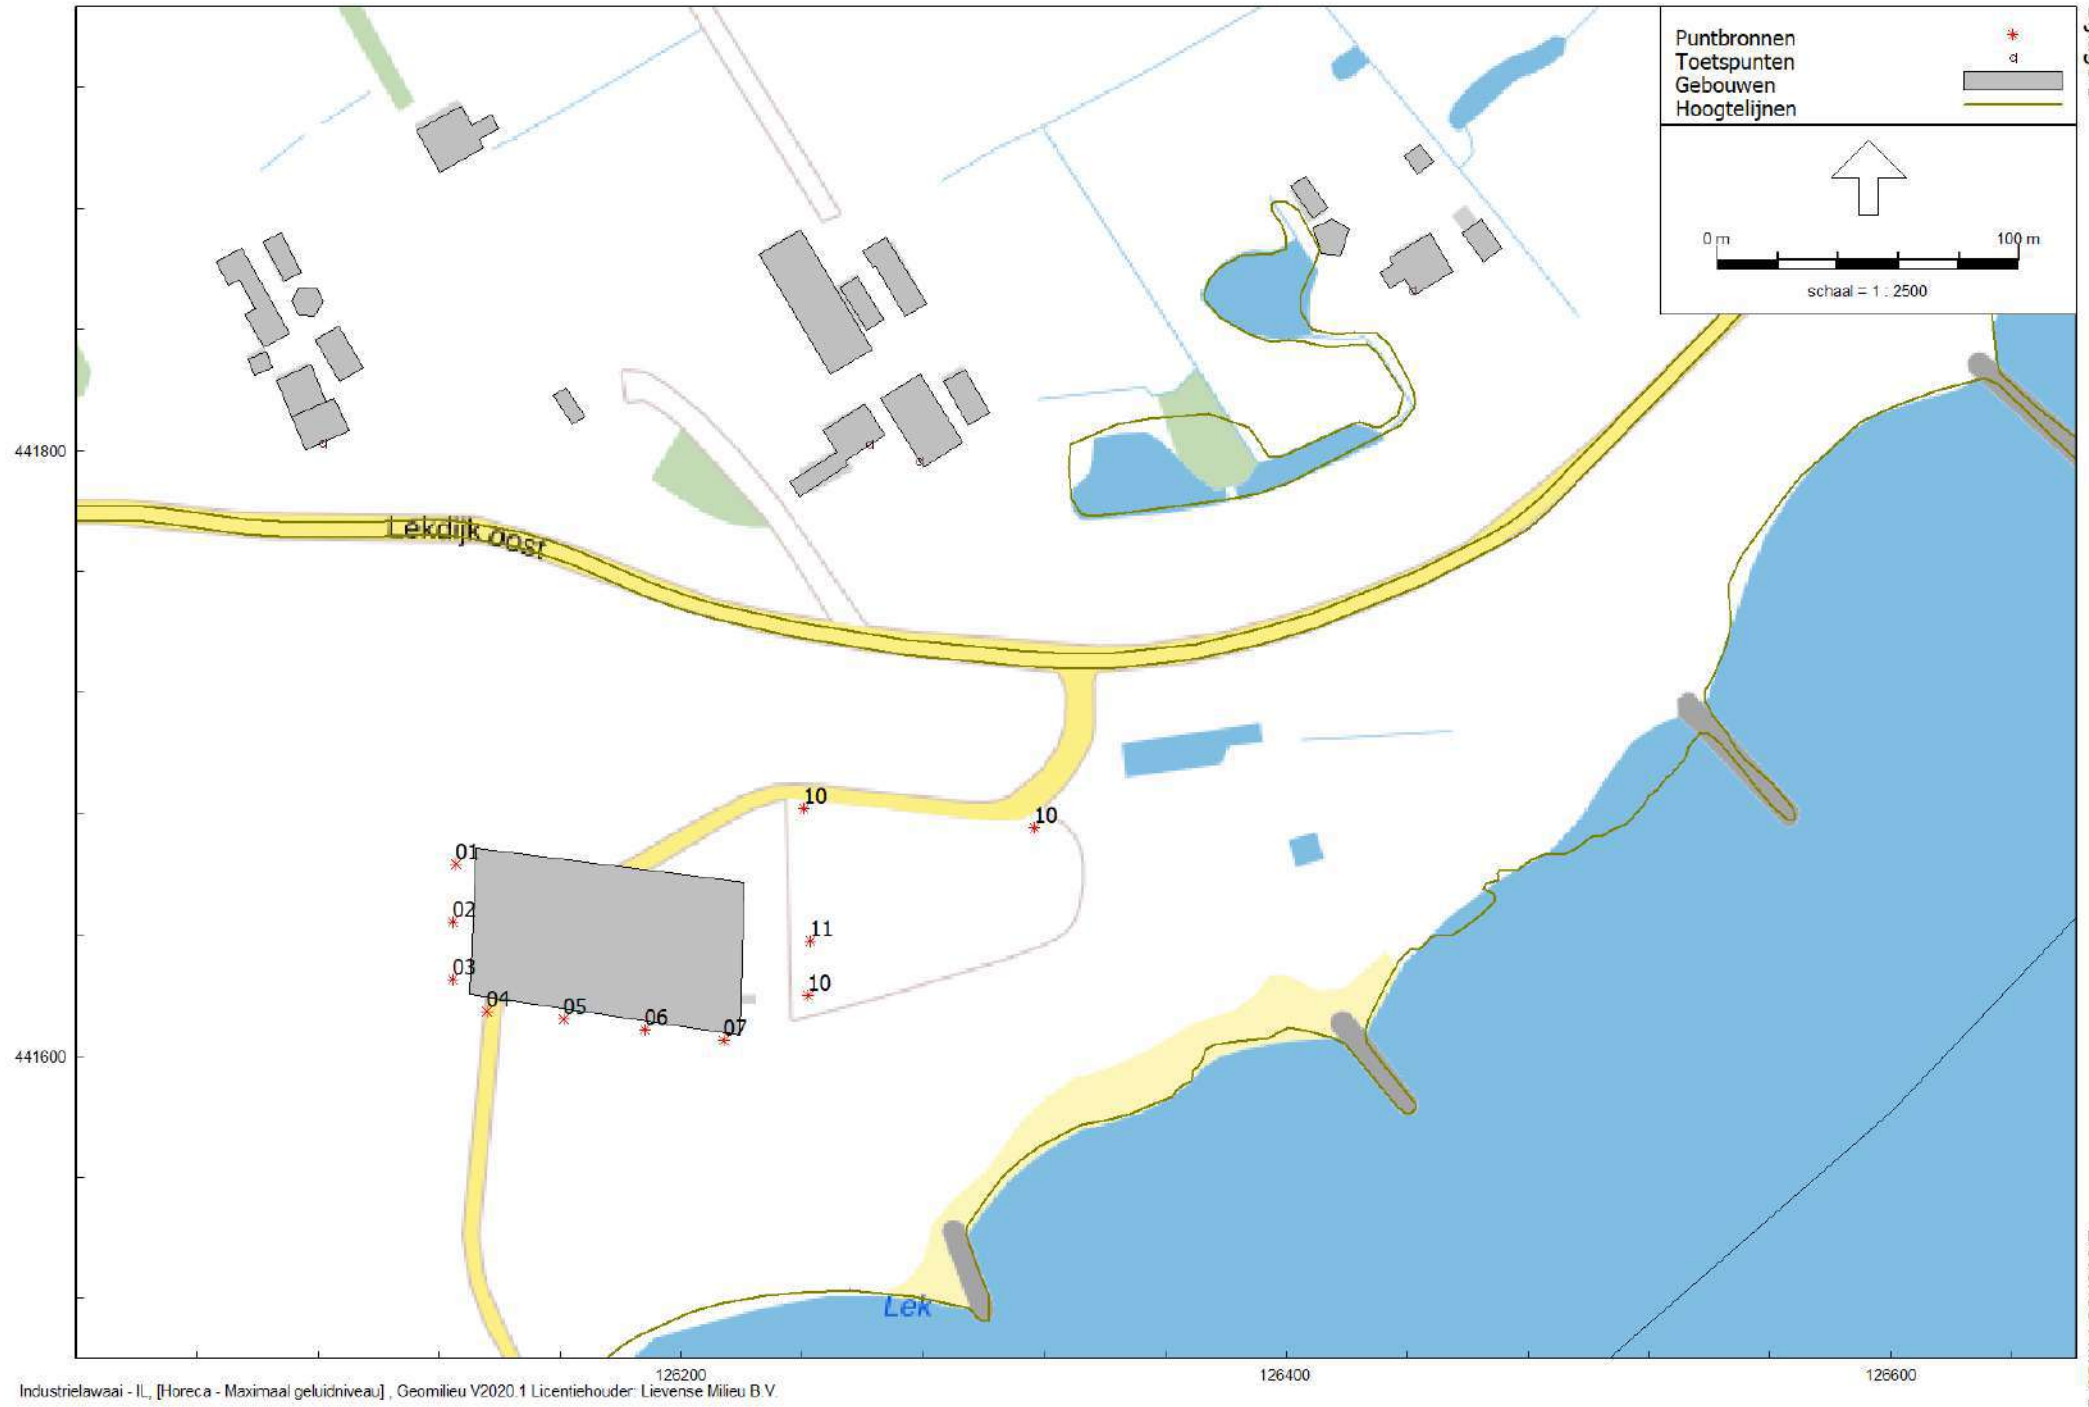 Puntbronnen
Toetspunten
Gebouwen
Hoogtelijnen
0 m 100 m
schaal = 1 : 2500
441800
Lekdijk oost
10
10
01
02
11
03
10
04
05
06
07
441600
Lek
126200 126400 126600
Industrielawaai - IL, [Horeca - Maximaal geluidniveau] , Geomilieu V2020.1 Licentiehouder: Lievense Milieu B.V.